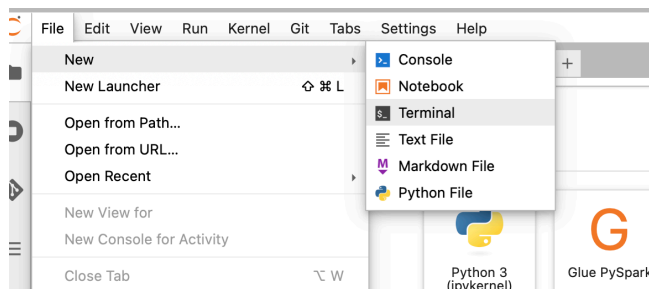 File Edit View Run Kernel Git Tabs Settings Help
New
New Launcher ⇧ ⌘ L
Open from Path...
Open from URL...
Open Recent
New View for
New Console for Activity
Close Tab ⌥ W
Console
Notebook
Terminal
Text File
Markdown File
Python File
+
Python 3
(ipykernel)
G
Glue PySpark